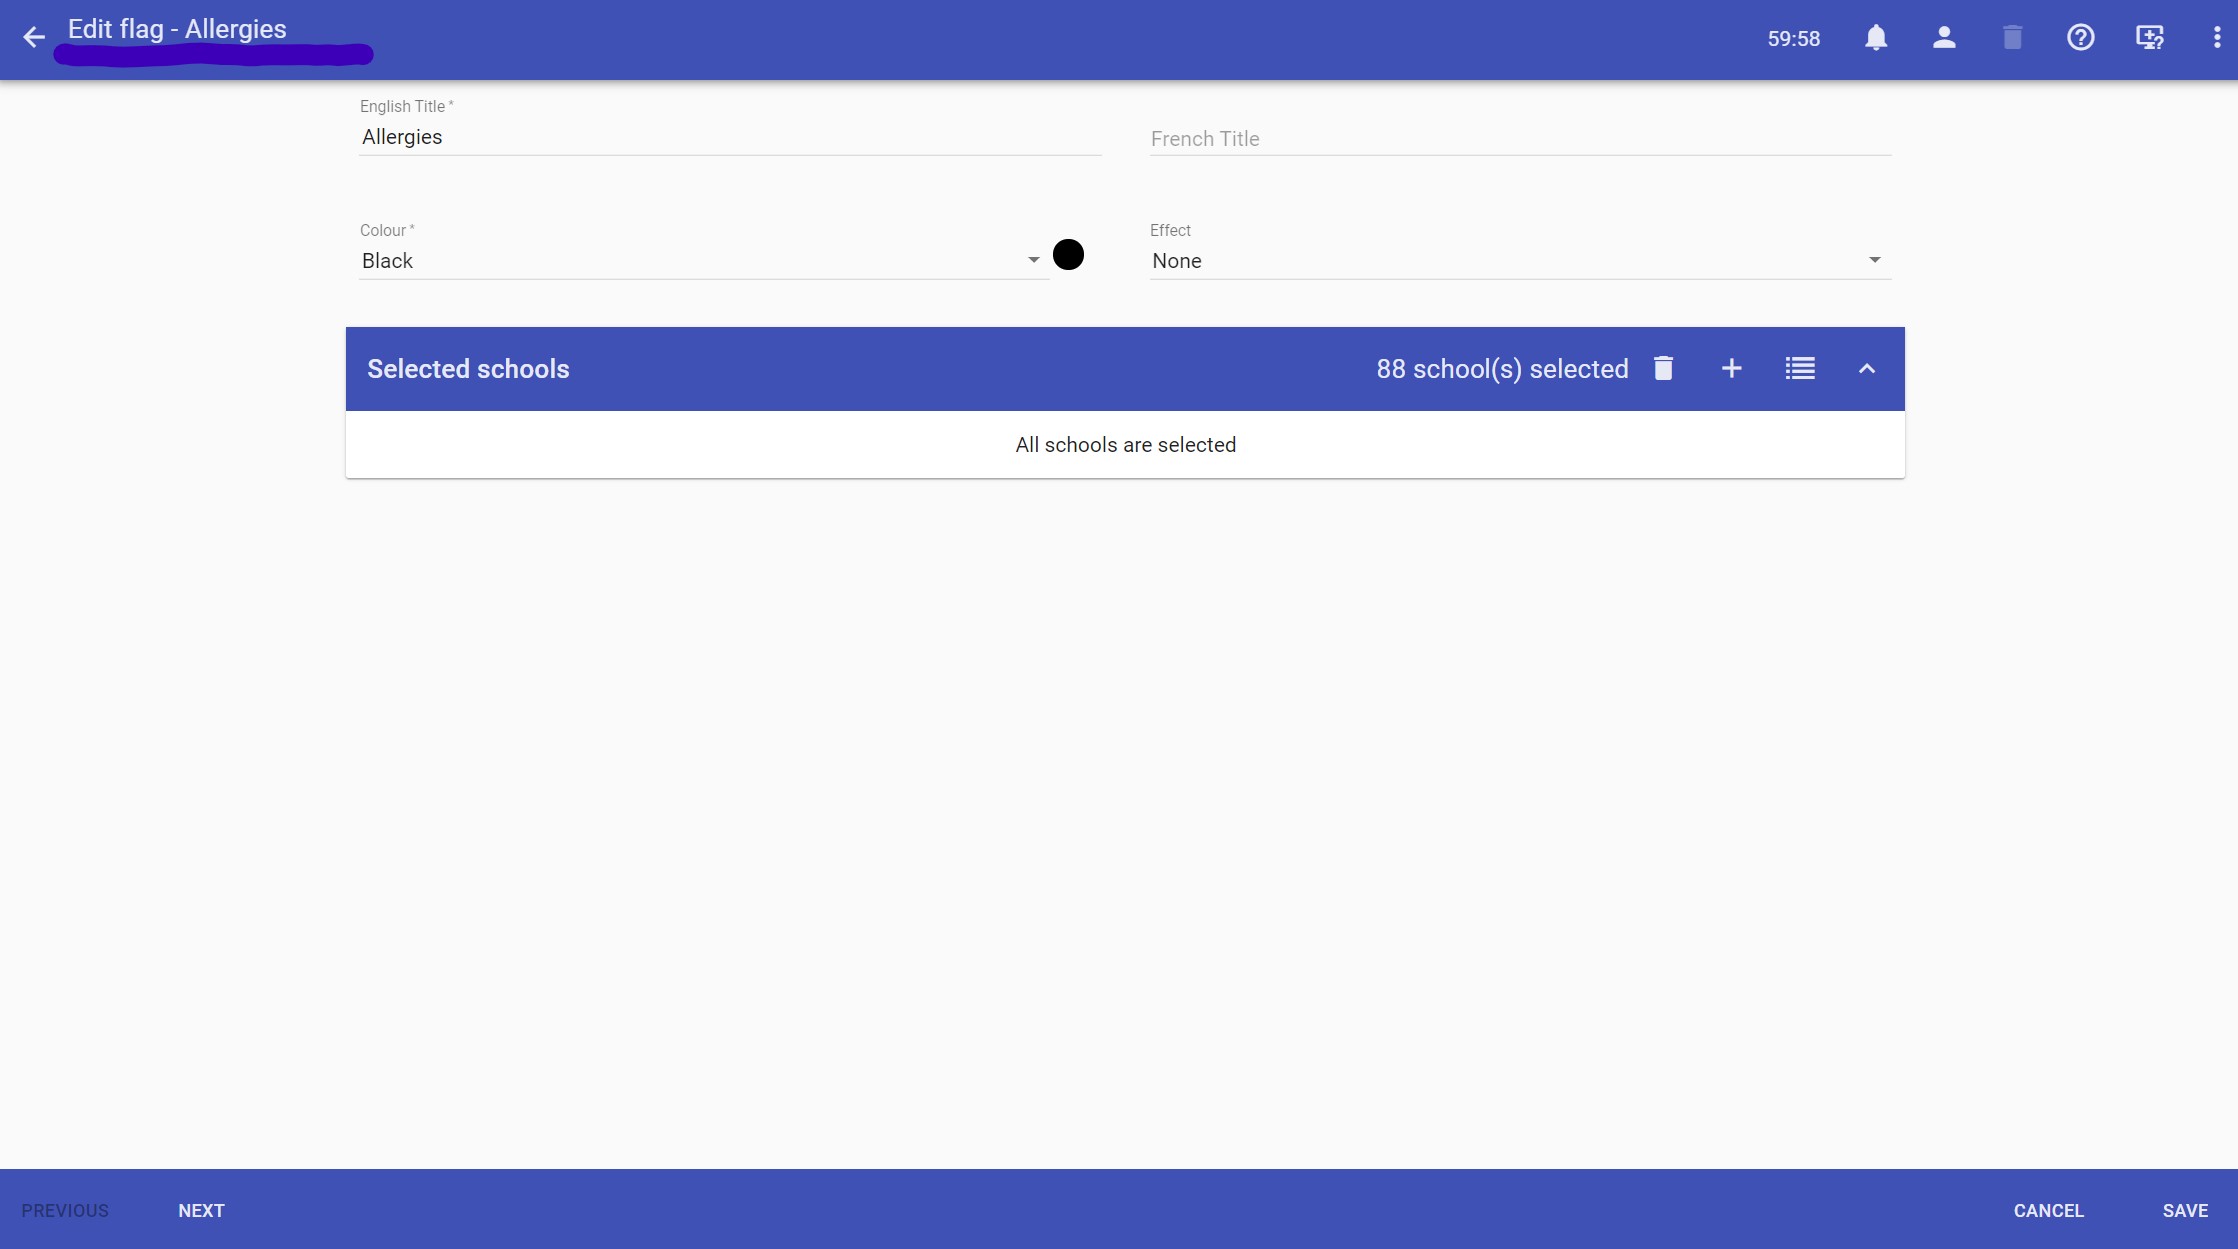 Edit flag - Allergies
59:58
English Title *
Allergies
French Title
Colour *
Black
Effect
None
Selected schools
88 school(s) selected
All schools are selected
PREVIOUS
NEXT
CANCEL
SAVE